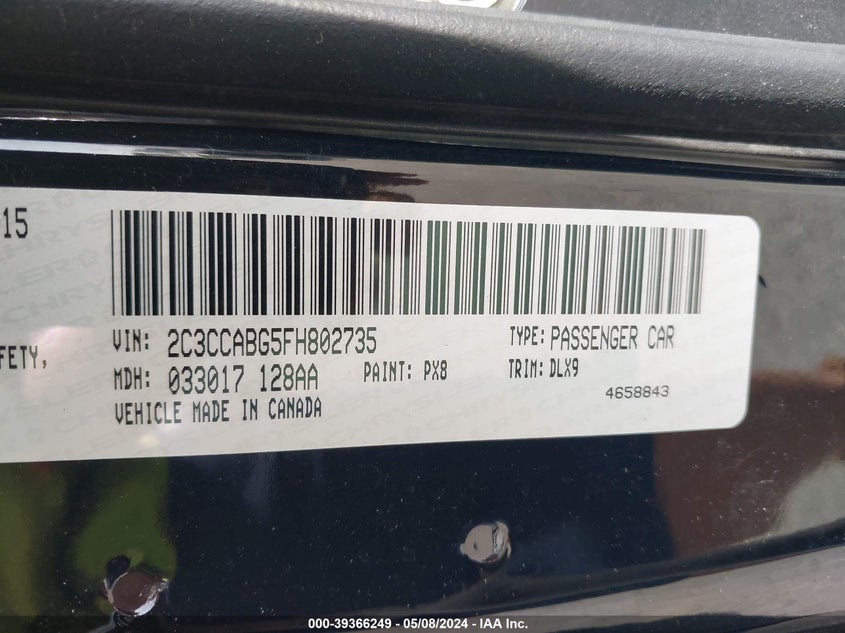 15
FETY,
VIN: 2C3CCABG5FH802735 TYPE: PASSENGER CAR
MDH: 033017 128AA PAINT: PX8 TRIM: DLX9
VEHICLE MADE IN CANADA 4658843
000-39366249 - 05/08/2024 - IAA Inc.